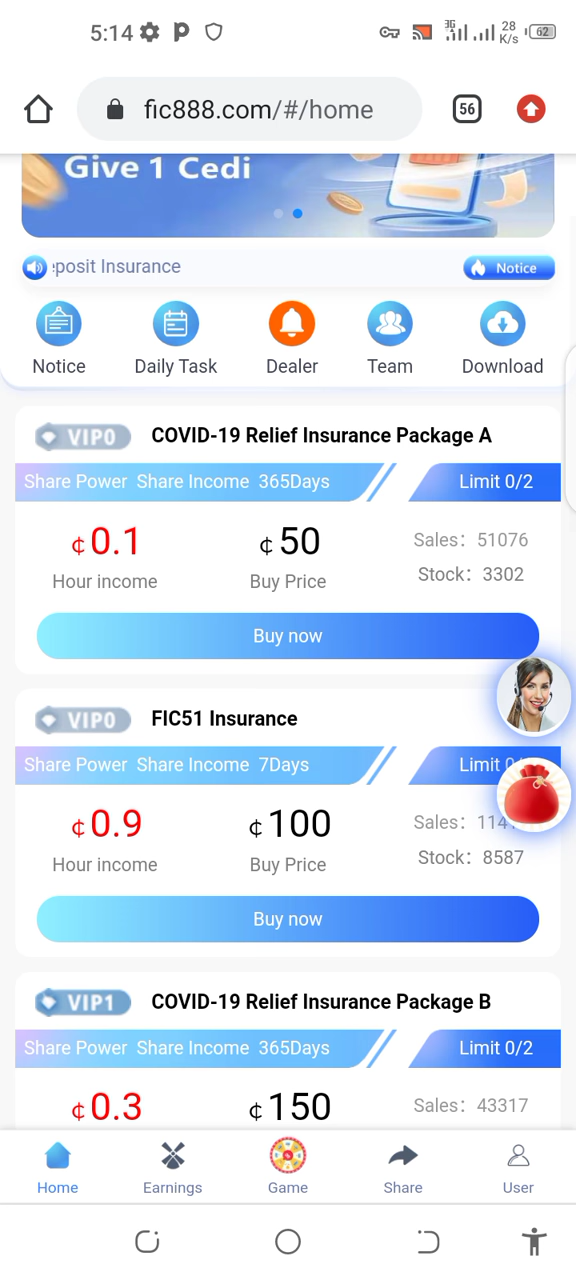 5:14
3G
28
K/s
62
fic888.com/#/home
56
Give 1 Cedi
posit Insurance
Notice
Notice
Daily Task
Dealer
Team
Download
VIP0
COVID-19 Relief Insurance Package A
Share Power Share Income 365Days
Limit 0/2
¢ 0.1
¢ 50
Sales: 51076
Hour income
Buy Price
Stock: 3302
Buy now
VIP0
FIC51 Insurance
Share Power Share Income 7Days
Limit
¢ 0.9
¢ 100
Sales:
Hour income
Buy Price
Stock: 8587
Buy now
VIP1
COVID-19 Relief Insurance Package B
Share Power Share Income 365Days
Limit 0/2
¢ 0.3
¢ 150
Sales: 43317
Home
Earnings
Game
Share
User